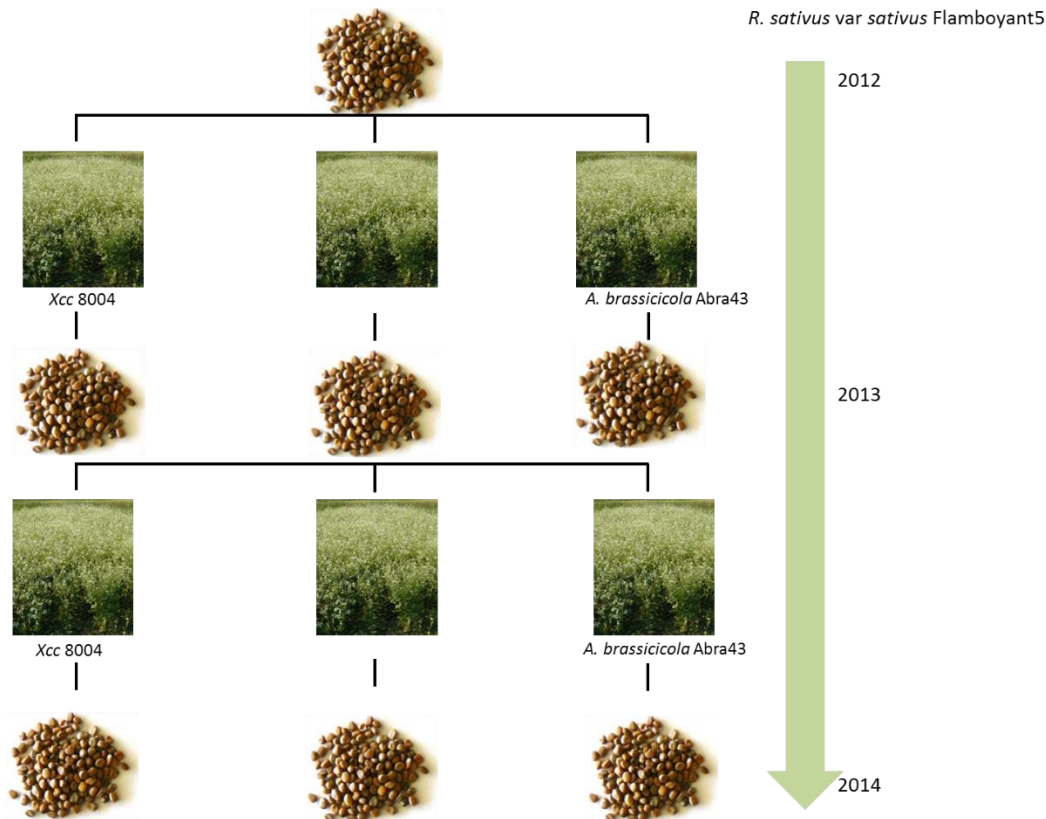 R. sativus var sativus Flamboyant5
2012
Xcc 8004
A. brassicicola Abra43
2013
Xcc 8004
A. brassicicola Abra43
2014